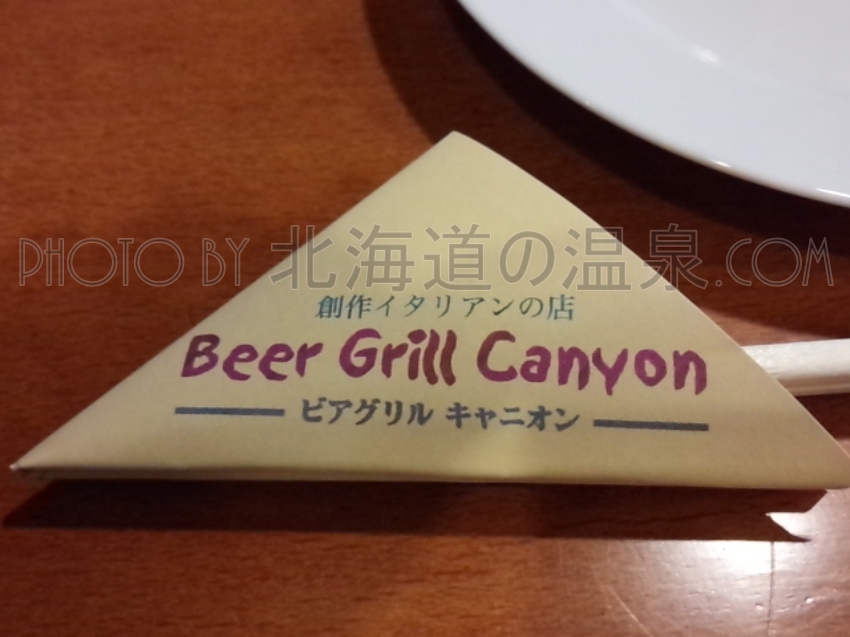 PHOTO BY 北海道の温泉.COM
創作イタリアンの店
Beer Grill Canyon
ビアグリル キャニオン